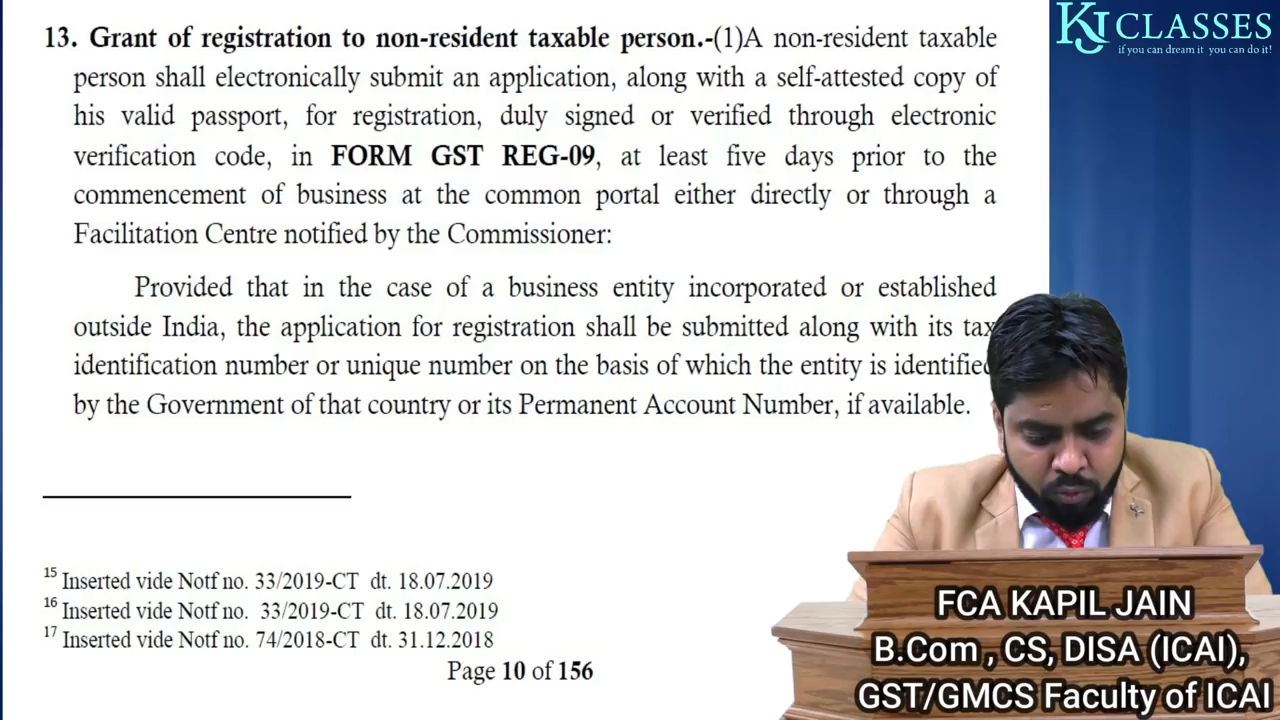 13. Grant of registration to non-resident taxable person.-(1)A non-resident taxable
person shall electronically submit an application, along with a self-attested copy of
his valid passport, for registration, duly signed or verified through electronic
verification code, in FORM GST REG-09, at least five days prior to the
commencement of business at the common portal either directly or through a
Facilitation Centre notified by the Commissioner:
Provided that in the case of a business entity incorporated or established
outside India, the application for registration shall be submitted along with its tax
identification number or unique number on the basis of which the entity is identified
by the Government of that country or its Permanent Account Number, if available.
15 Inserted vide Notf no. 33/2019-CT dt. 18.07.2019
16 Inserted vide Notf no. 33/2019-CT dt. 18.07.2019
17 Inserted vide Notf no. 74/2018-CT dt. 31.12.2018
Page 10 of 156
KJ CLASSES
if you can dream it you can do it!
FCA KAPIL JAIN
B.Com , CS, DISA (ICAI),
GST/GMCS Faculty of ICAI